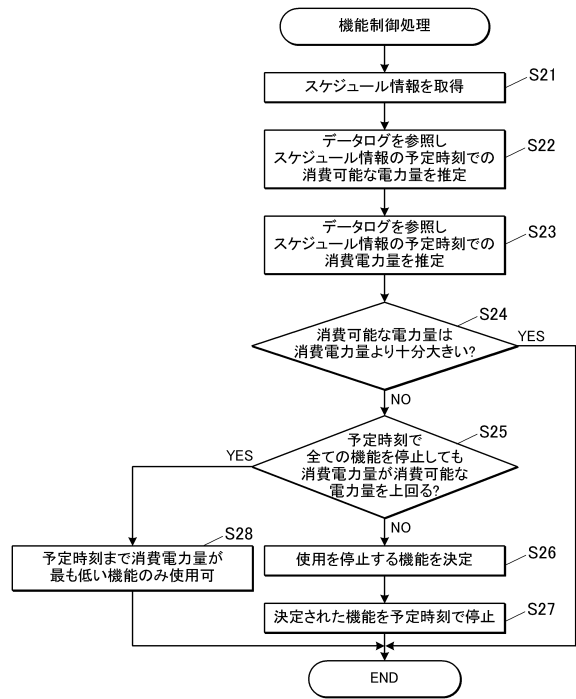 機能制御処理
S21
スケジュール情報を取得
S22
データログを参照し
スケジュール情報の予定時刻での
消費可能な電力量を推定
S23
データログを参照し
スケジュール情報の予定時刻での
消費電力量を推定
S24
消費可能な電力量は
消費電力量より十分大きい?
YES
NO
S25
予定時刻で
全ての機能を停止しても
消費電力量が消費可能な
電力量を上回る?
YES
NO
S28
予定時刻まで消費電力量が
最も低い機能のみ使用可
S26
使用を停止する機能を決定
S27
決定された機能を予定時刻で停止
END